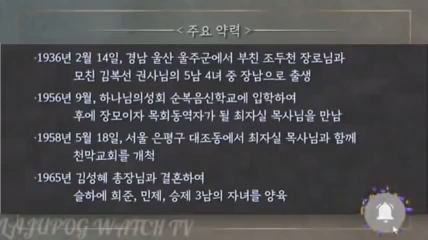 < 주요 약력 >
·1936년 2월 14일, 경남 울산 울주군에서 부친 조두천 장로님과
모친 김복선 권사님의 5남 4녀 중 장남으로 출생
·1956년 9월, 하나님의성회 순복음신학교에 입학하여
후에 장모이자 목회동역자가 될 최자실 목사님을 만남
·1958년 5월 18일, 서울 은평구 대조동에서 최자실 목사님과 함께
천막교회를 개척
·1965년 김성혜 총장님과 결혼하여
슬하에 희준, 민제, 승제 3남의 자녀를 양육
LAJUPOG WATCH TV